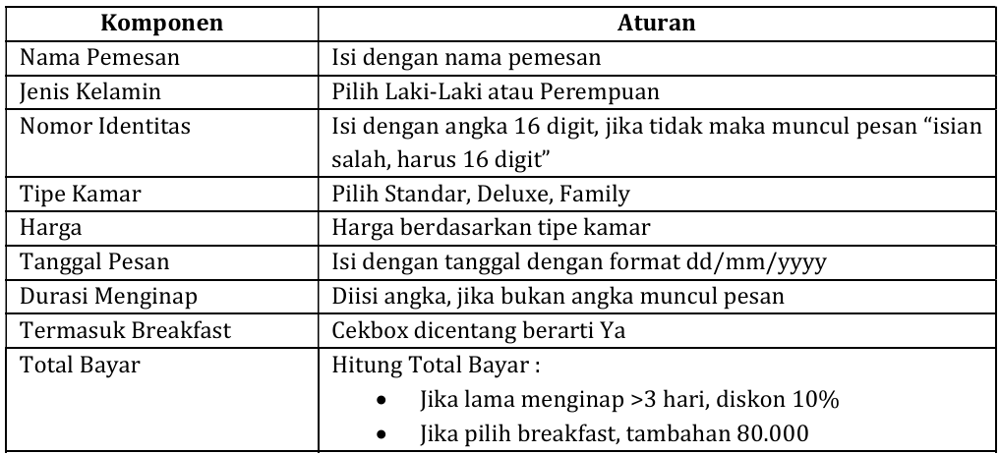 Komponen Aturan
Nama Pemesan Isi dengan nama pemesan
Jenis Kelamin Pilih Laki-Laki atau Perempuan
Nomor Identitas Isi dengan angka 16 digit, jika tidak maka muncul pesan “isian
salah, harus 16 digit”
Tipe Kamar Pilih Standar, Deluxe, Family
Harga Harga berdasarkan tipe kamar
Tanggal Pesan Isi dengan tanggal dengan format dd/mm/yyyy
Durasi Menginap Diisi angka, jika bukan angka muncul pesan
Termasuk Breakfast Cekbox dicentang berarti Ya
Total Bayar Hitung Total Bayar :
• Jika lama menginap >3 hari, diskon 10%
• Jika pilih breakfast, tambahan 80.000